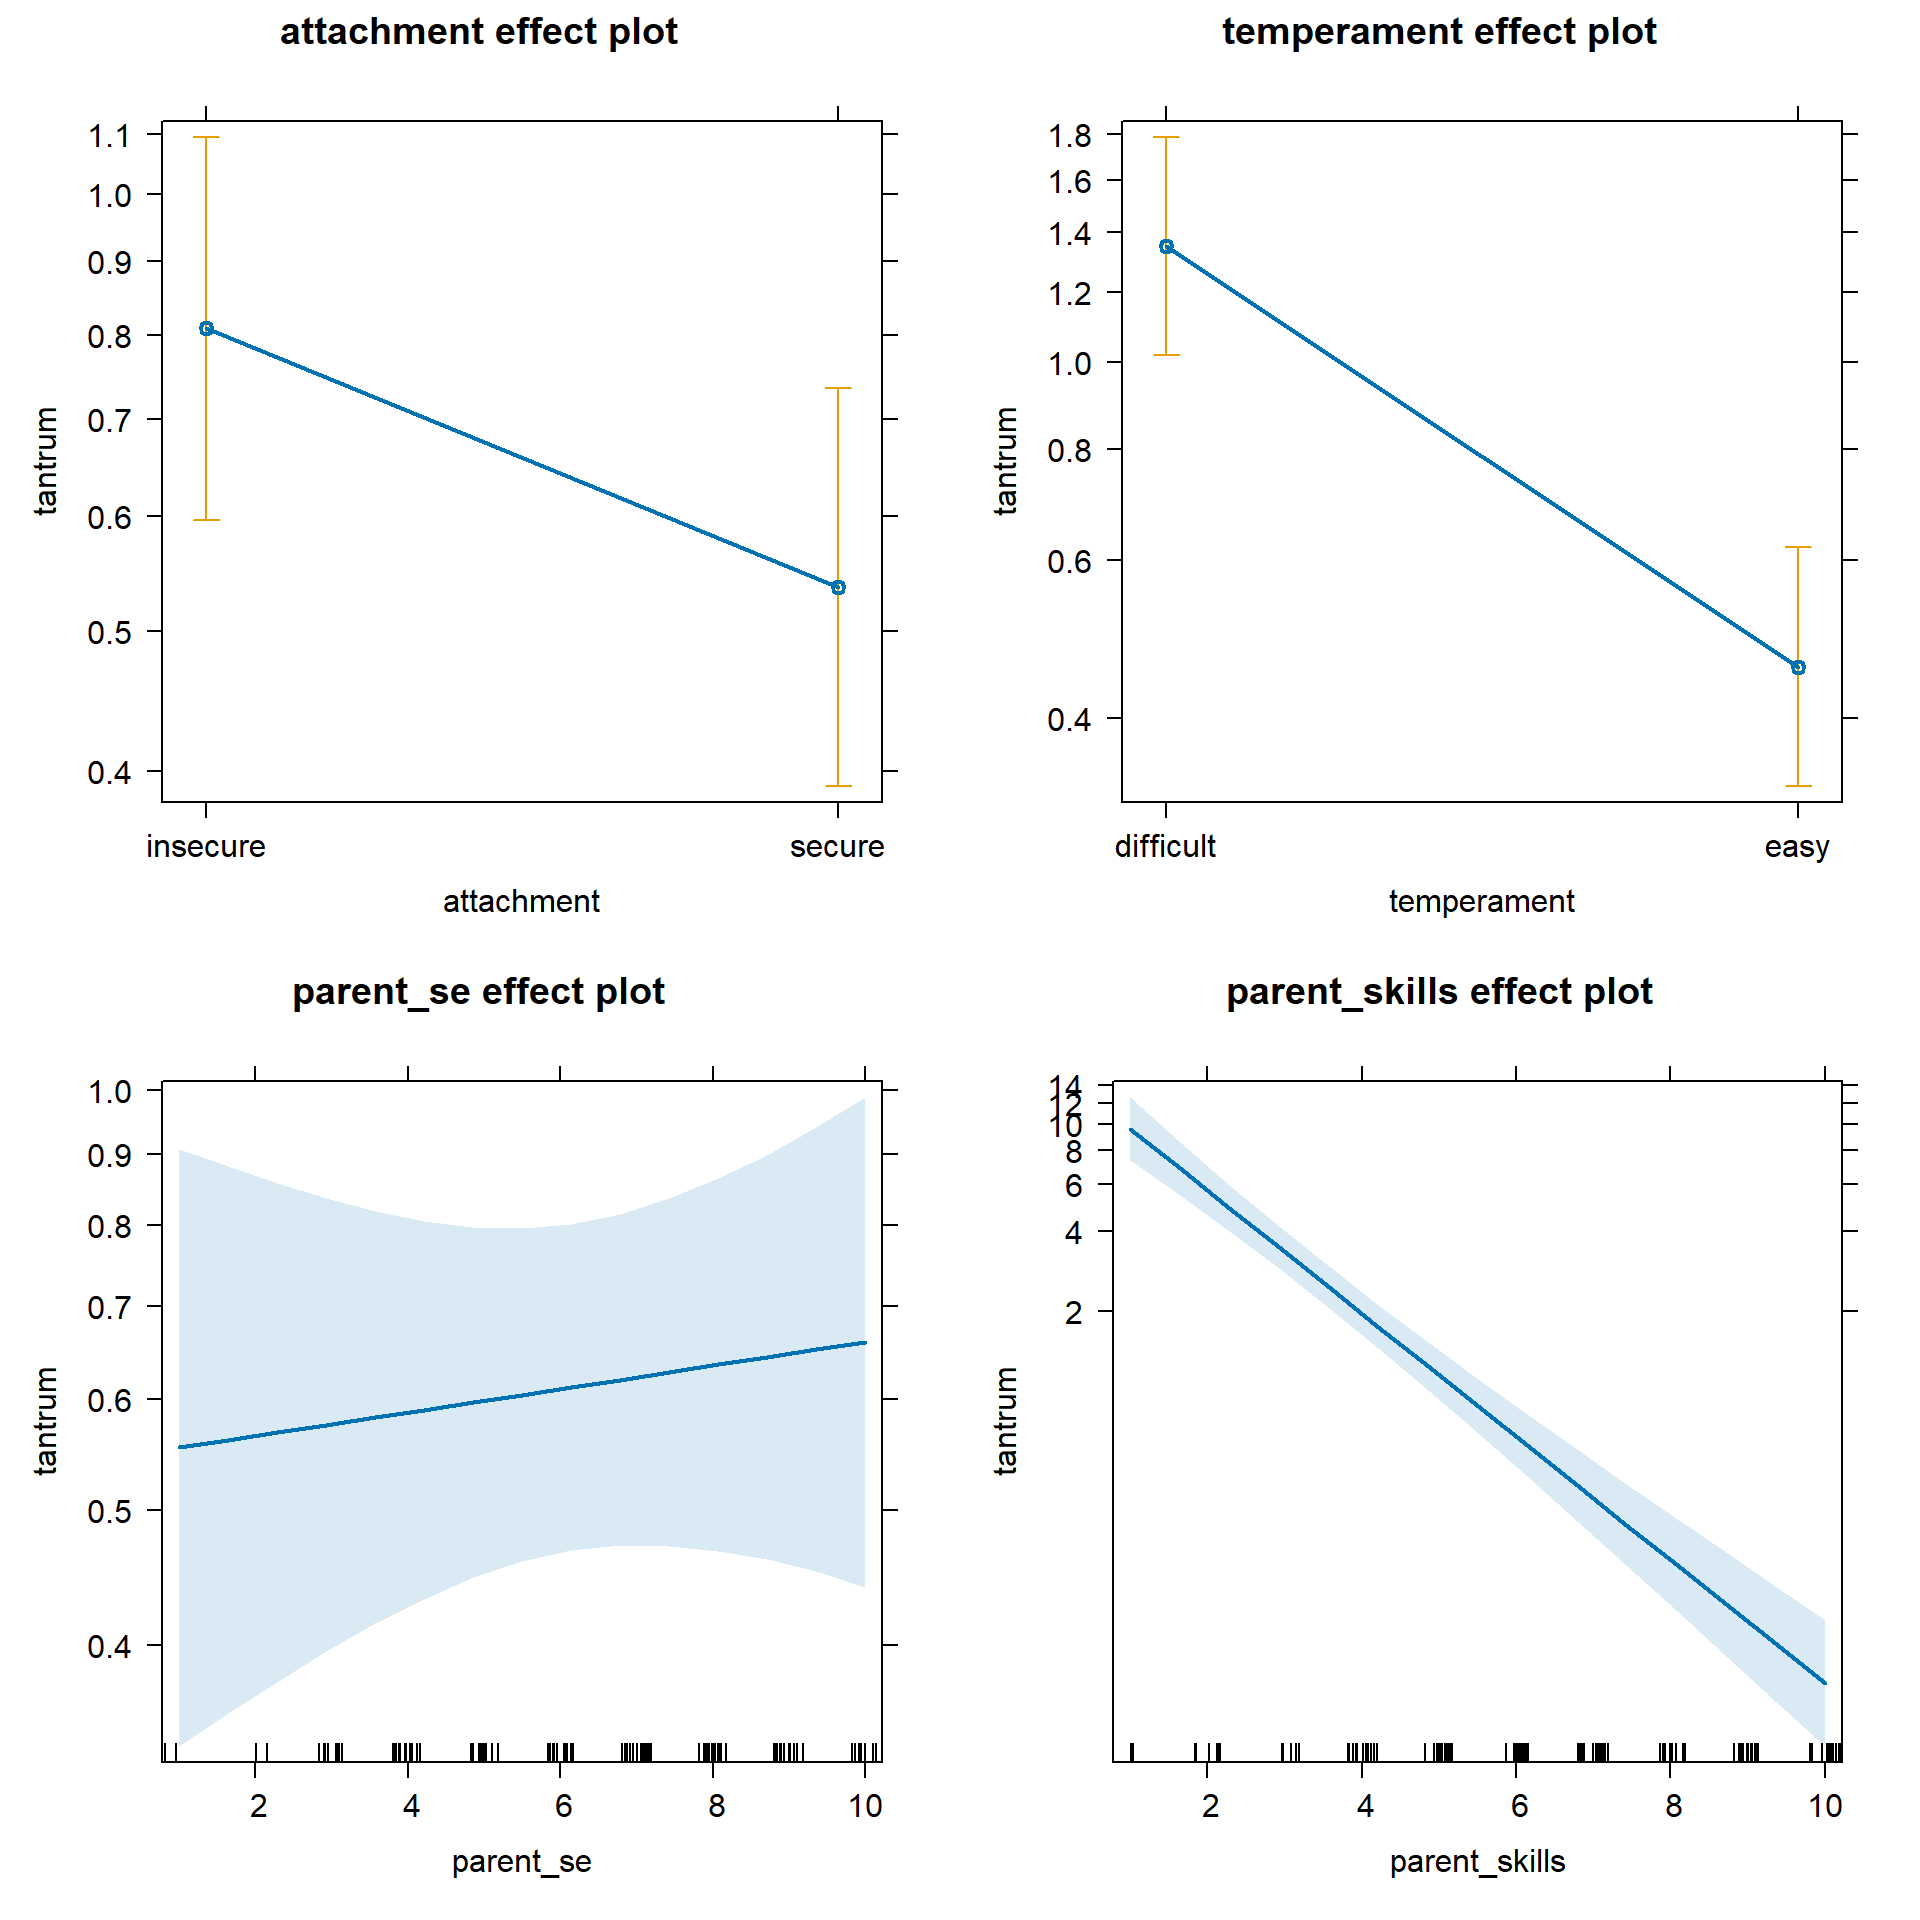 attachment effect plot
tantrum
1.1
1.0
0.9
0.8
0.7
0.6
0.5
0.4
insecure secure
attachment
temperament effect plot
tantrum
1.8
1.6
1.4
1.2
1.0
0.8
0.6
0.4
difficult easy
temperament
parent_se effect plot
tantrum
1.0
0.9
0.8
0.7
0.6
0.5
0.4
2 4 6 8 10
parent_se
parent_skills effect plot
tantrum
14
12
10
8
6
4
2
2 4 6 8 10
parent_skills